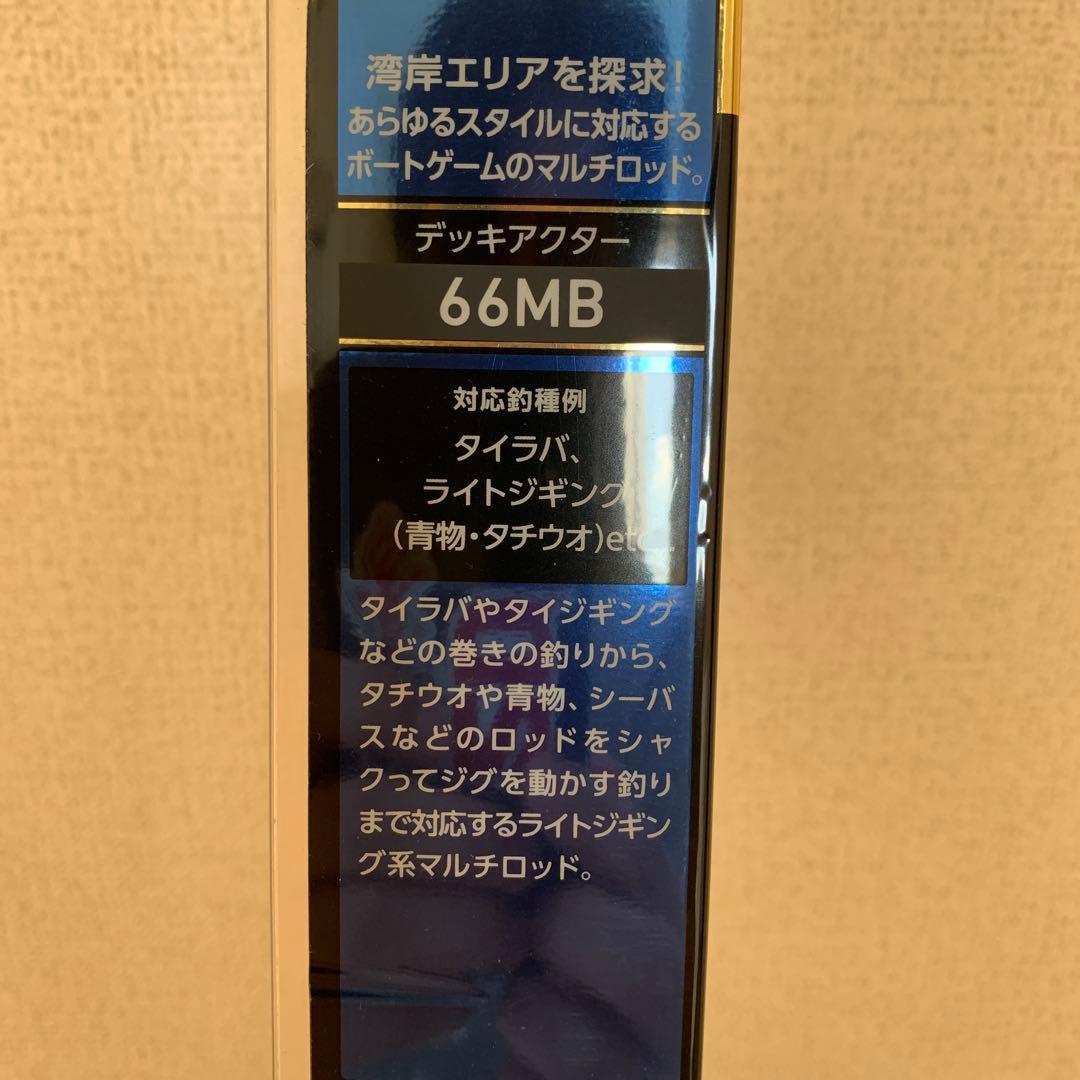 湾岸エリアを探求!
あらゆるスタイルに対応する
ボートゲームのマルチロッド。
デッキアクター
66MB
対応釣種例
タイラバ、
ライトジギング
(青物・タチウオ)etc...
タイラバやタイジギング
などの巻きの釣りから、
タチウオや青物、シーバ
スなどのロッドをシャ
クってジグを動かす釣り
まで対応するライトジギン
グ系マルチロッド。